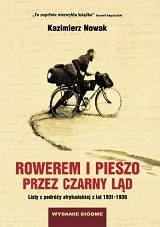 „To zupełnie niezwykła książka"
Ryszard Kapuściński
Kazimierz Nowak
ROWEREM I PIESZO
PRZEZ CZARNY LĄD
Listy z podróży afrykańskiej z lat 1931-1936
WYDANIE SIÓDME